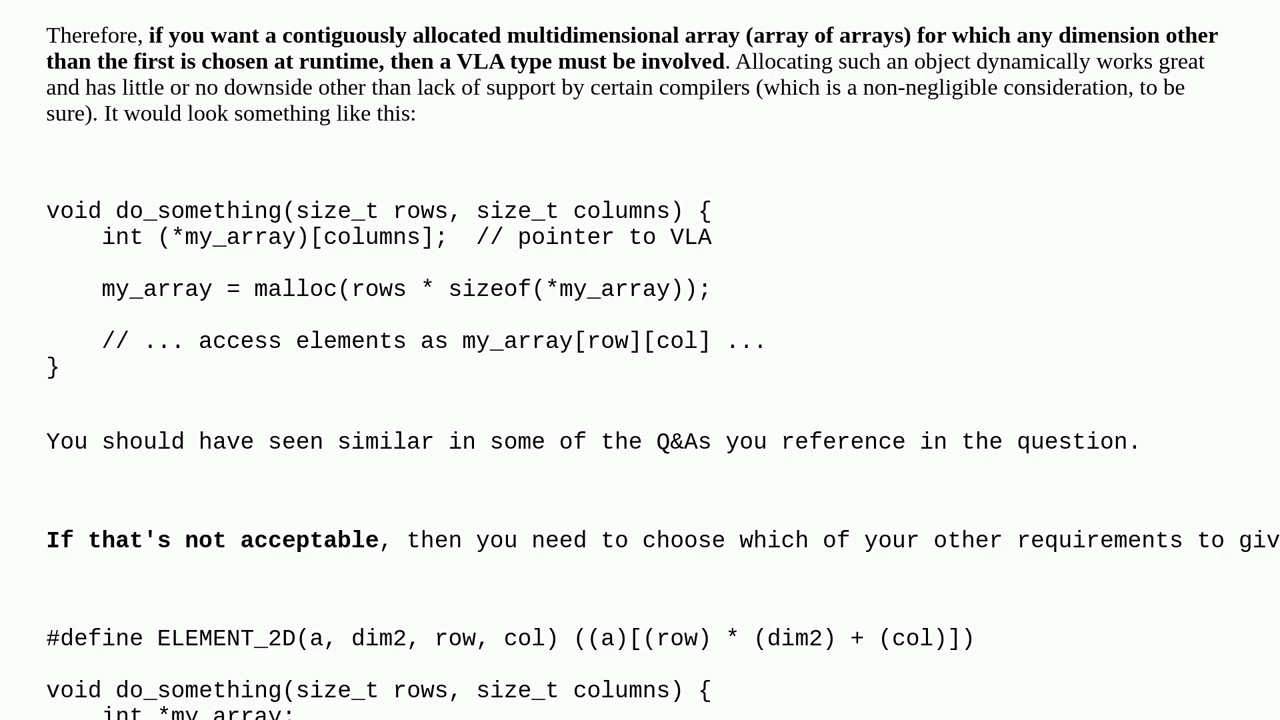 Therefore, if you want a contiguously allocated multidimensional array (array of arrays) for which any dimension other
than the first is chosen at runtime, then a VLA type must be involved. Allocating such an object dynamically works great
and has little or no downside other than lack of support by certain compilers (which is a non-negligible consideration, to be
sure). It would look something like this:
void do_something(size_t rows, size_t columns) {
    int (*my_array)[columns];  // pointer to VLA
    my_array = malloc(rows * sizeof(*my_array));
    // ... access elements as my_array[row][col] ...
}
You should have seen similar in some of the Q&As you reference in the question.
If that's not acceptable, then you need to choose which of your other requirements to giv
#define ELEMENT_2D(a, dim2, row, col) ((a)[(row) * (dim2) + (col)])
void do_something(size_t rows, size_t columns) {
    int *my_array;